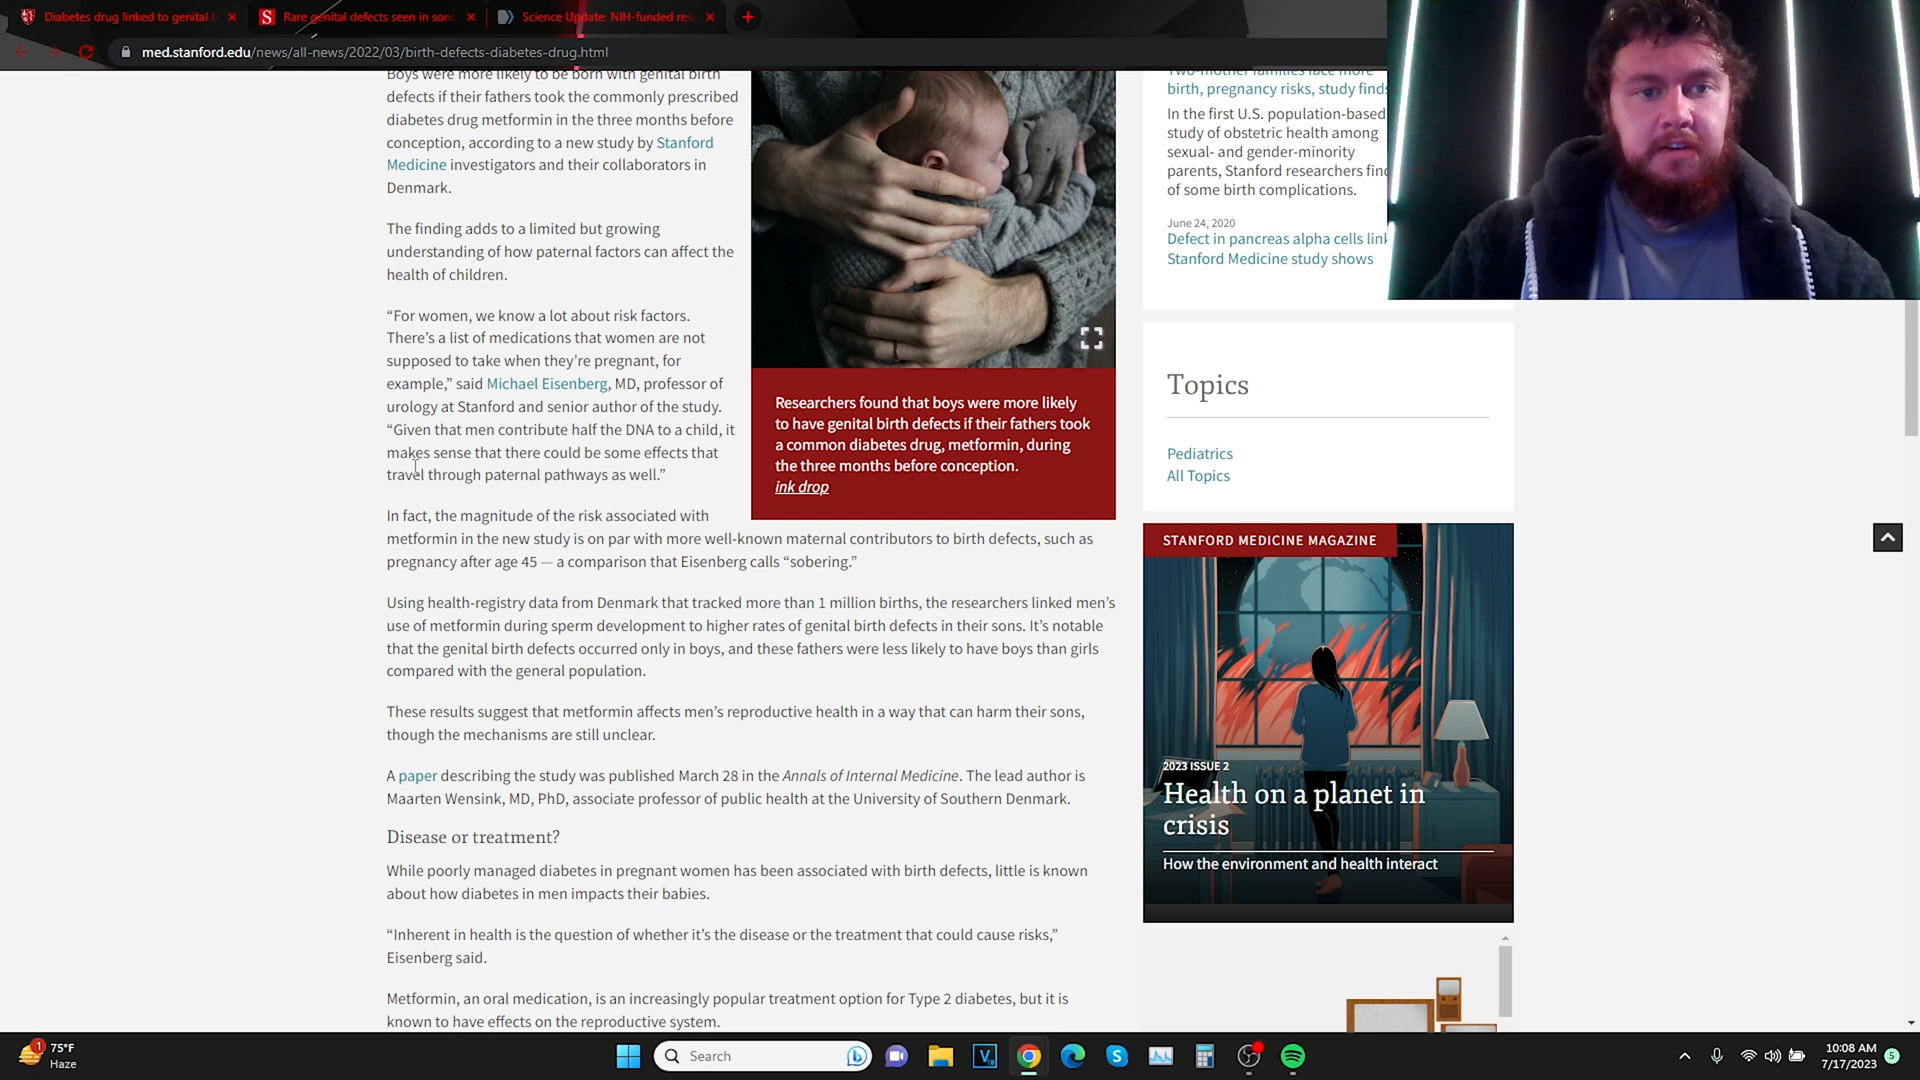 Diabetes drug linked to genital b
Rare genital defects seen in sons
Science Update: NIH-funded res
med.stanford.edu/news/all-news/2022/03/birth-defects-diabetes-drug.html
Boys were more likely to be born with genital birth
defects if their fathers took the commonly prescribed
diabetes drug metformin in the three months before
conception, according to a new study by Stanford
Medicine investigators and their collaborators in
Denmark.
The finding adds to a limited but growing
understanding of how paternal factors can affect the
health of children.
“For women, we know a lot about risk factors.
There’s a list of medications that women are not
supposed to take when they’re pregnant, for
example,” said Michael Eisenberg, MD, professor of
urology at Stanford and senior author of the study.
“Given that men contribute half the DNA to a child, it
makes sense that there could be some effects that
travel through paternal pathways as well.”
In fact, the magnitude of the risk associated with
metformin in the new study is on par with more well-known maternal contributors to birth defects, such as
pregnancy after age 45 — a comparison that Eisenberg calls “sobering.”
Using health-registry data from Denmark that tracked more than 1 million births, the researchers linked men’s
use of metformin during sperm development to higher rates of genital birth defects in their sons. It’s notable
that the genital birth defects occurred only in boys, and these fathers were less likely to have boys than girls
compared with the general population.
These results suggest that metformin affects men’s reproductive health in a way that can harm their sons,
though the mechanisms are still unclear.
A paper describing the study was published March 28 in the Annals of Internal Medicine. The lead author is
Maarten Wensink, MD, PhD, associate professor of public health at the University of Southern Denmark.
Disease or treatment?
While poorly managed diabetes in pregnant women has been associated with birth defects, little is known
about how diabetes in men impacts their babies.
“Inherent in health is the question of whether it’s the disease or the treatment that could cause risks,”
Eisenberg said.
Metformin, an oral medication, is an increasingly popular treatment option for Type 2 diabetes, but it is
known to have effects on the reproductive system.
Researchers found that boys were more likely
to have genital birth defects if their fathers took
a common diabetes drug, metformin, during
the three months before conception.
ink drop
Two-mother families face more
birth, pregnancy risks, study finds
In the first U.S. population-based
study of obstetric health among
sexual- and gender-minority
parents, Stanford researchers find
of some birth complications.
June 24, 2020
Defect in pancreas alpha cells link
Stanford Medicine study shows
Topics
Pediatrics
All Topics
STANFORD MEDICINE MAGAZINE
2023 ISSUE 2
Health on a planet in
crisis
How the environment and health interact
1
75°F
Haze
Search
10:08 AM
7/17/2023
5